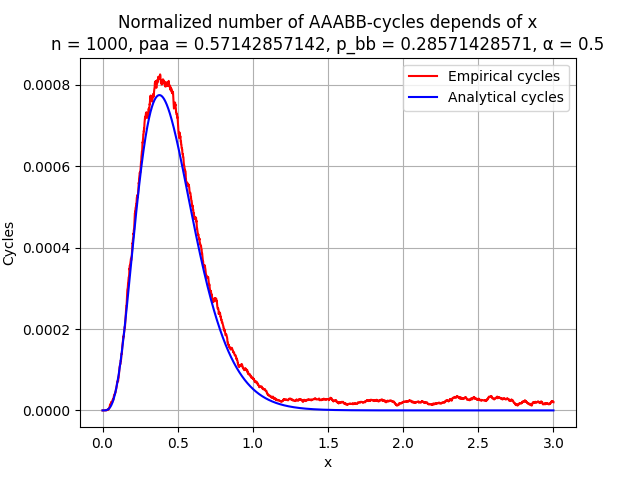 Normalized number of AAABB-cycles depends of x
n = 1000, paa = 0.57142857142, p_bb = 0.28571428571, α = 0.5
Empirical cycles
Analytical cycles
Cycles
0.0008
0.0006
0.0004
0.0002
0.0000
0.0
0.5
1.0
1.5
2.0
2.5
3.0
x